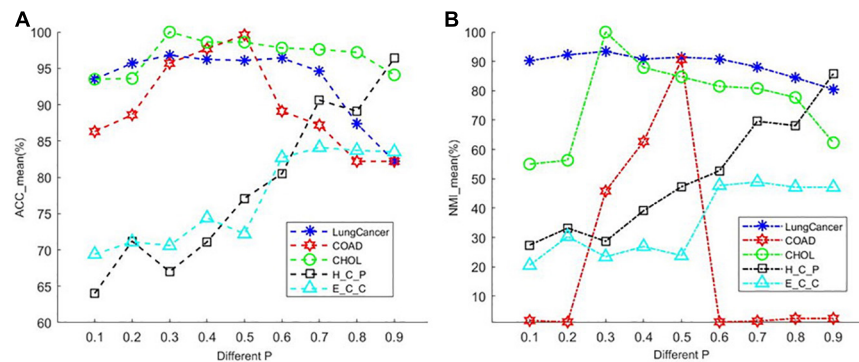 A
100
95
90
85
80
75
70
65
60
ACC_mean(%)
0.1 0.2 0.3 0.4 0.5 0.6 0.7 0.8 0.9
Different P
LungCancer
COAD
CHOL
H_C_P
E_C_C
B
100
90
80
70
60
50
40
30
20
10
NMI_mean(%)
0.1 0.2 0.3 0.4 0.5 0.6 0.7 0.8 0.9
Different P
LungCancer
COAD
CHOL
H_C_P
E_C_C